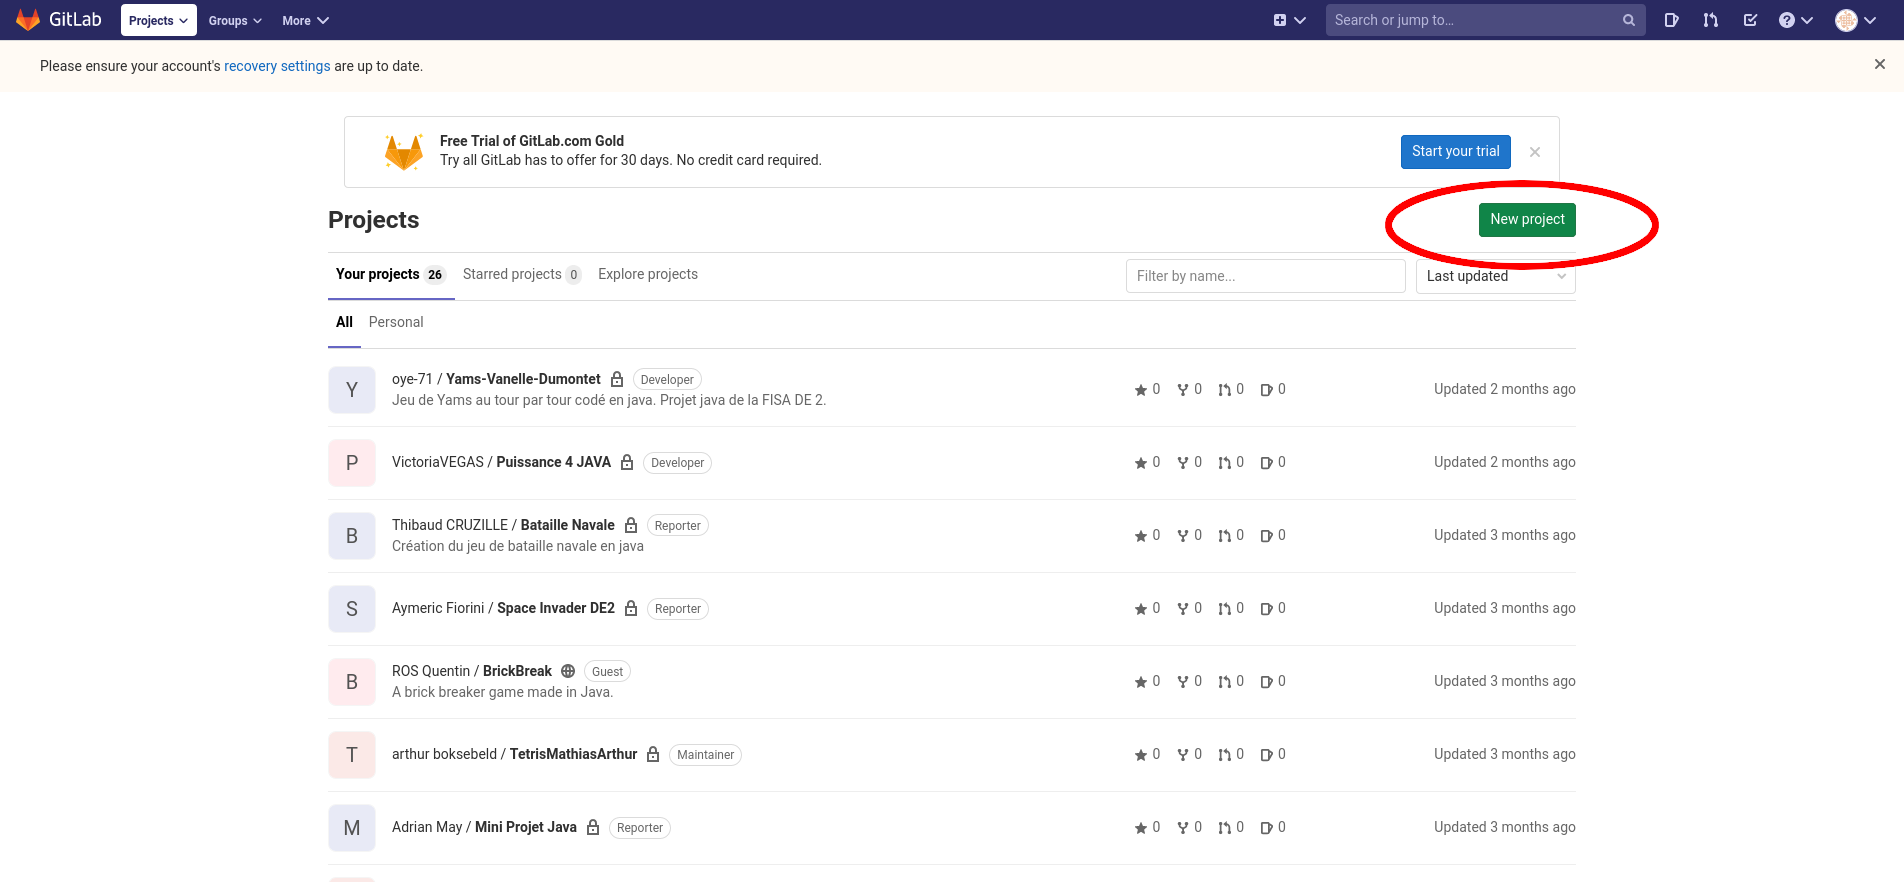 GitLab Projects Groups More Search or jump to...
Please ensure your account's recovery settings are up to date.
Free Trial of GitLab.com Gold
Try all GitLab has to offer for 30 days. No credit card required.
Start your trial
Projects
New project
Your projects 26 Starred projects 0 Explore projects
Filter by name...
Last updated
All Personal
Y oye-71 / Yams-Vanelle-Dumontet Developer
Jeu de Yams au tour par tour codé en java. Projet java de la FISA DE 2.
0 0 0 0 Updated 2 months ago
P VictoriaVEGAS / Puissance 4 JAVA Developer
0 0 0 0 Updated 2 months ago
B Thibaud CRUZILLE / Bataille Navale Reporter
Création du jeu de bataille navale en java
0 0 0 0 Updated 3 months ago
S Aymeric Fiorini / Space Invader DE2 Reporter
0 0 0 0 Updated 3 months ago
B ROS Quentin / BrickBreak Guest
A brick breaker game made in Java.
0 0 0 0 Updated 3 months ago
T arthur boksebeld / TetrisMathiasArthur Maintainer
0 0 0 0 Updated 3 months ago
M Adrian May / Mini Projet Java Reporter
0 0 0 0 Updated 3 months ago